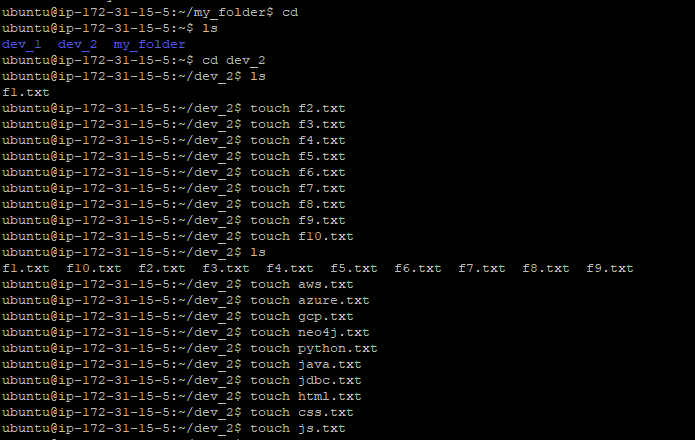 ubuntu@ip-172-31-15-5:~/my_folder$ cd
ubuntu@ip-172-31-15-5:~$ ls
dev_1  dev_2  my_folder
ubuntu@ip-172-31-15-5:~$ cd dev_2
ubuntu@ip-172-31-15-5:~/dev_2$ ls
f1.txt
ubuntu@ip-172-31-15-5:~/dev_2$ touch f2.txt
ubuntu@ip-172-31-15-5:~/dev_2$ touch f3.txt
ubuntu@ip-172-31-15-5:~/dev_2$ touch f4.txt
ubuntu@ip-172-31-15-5:~/dev_2$ touch f5.txt
ubuntu@ip-172-31-15-5:~/dev_2$ touch f6.txt
ubuntu@ip-172-31-15-5:~/dev_2$ touch f7.txt
ubuntu@ip-172-31-15-5:~/dev_2$ touch f8.txt
ubuntu@ip-172-31-15-5:~/dev_2$ touch f9.txt
ubuntu@ip-172-31-15-5:~/dev_2$ touch f10.txt
ubuntu@ip-172-31-15-5:~/dev_2$ ls
f1.txt  f10.txt  f2.txt  f3.txt  f4.txt  f5.txt  f6.txt  f7.txt  f8.txt  f9.txt
ubuntu@ip-172-31-15-5:~/dev_2$ touch aws.txt
ubuntu@ip-172-31-15-5:~/dev_2$ touch azure.txt
ubuntu@ip-172-31-15-5:~/dev_2$ touch gcp.txt
ubuntu@ip-172-31-15-5:~/dev_2$ touch neo4j.txt
ubuntu@ip-172-31-15-5:~/dev_2$ touch python.txt
ubuntu@ip-172-31-15-5:~/dev_2$ touch java.txt
ubuntu@ip-172-31-15-5:~/dev_2$ touch jdbc.txt
ubuntu@ip-172-31-15-5:~/dev_2$ touch html.txt
ubuntu@ip-172-31-15-5:~/dev_2$ touch css.txt
ubuntu@ip-172-31-15-5:~/dev_2$ touch js.txt